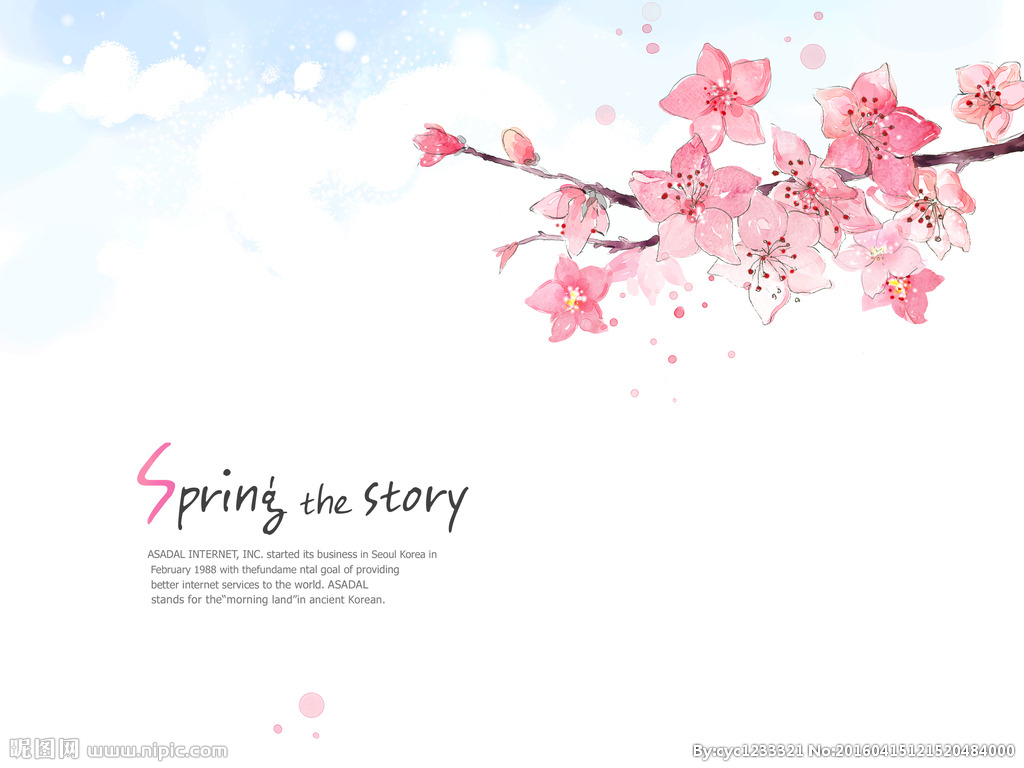 Spring the story
ASADAL INTERNET, INC. started its business in Seoul Korea in
February 1988 with thefundame ntal goal of providing
better internet services to the world. ASADAL
stands for the"morning land"in ancient Korean.
昵图网 www.nipic.com
By:cyc1233321 No:20160415121520484000